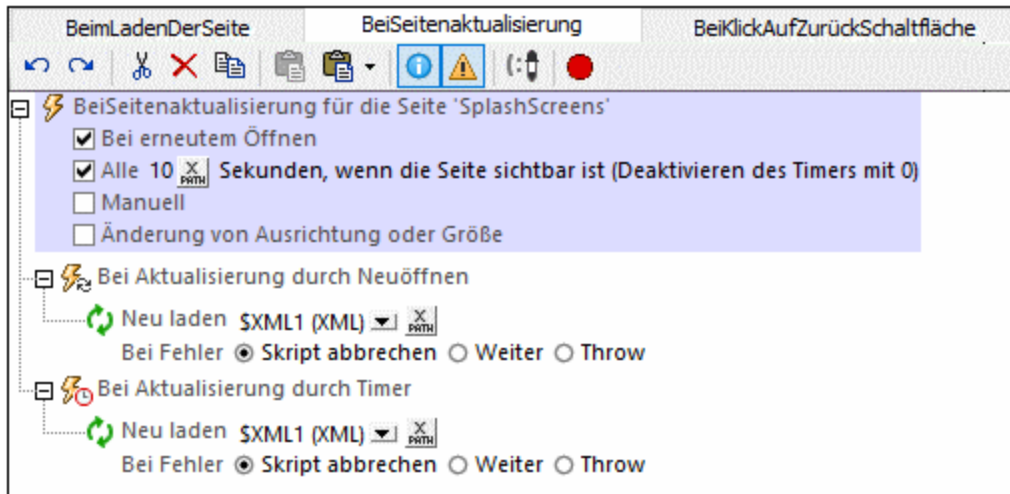 BeimLadenDerSeite BeiSeitenaktualisierung BeiKlickAufZurückSchaltfläche
BeiSeitenaktualisierung für die Seite 'SplashScreens'
Bei erneutem Öffnen
Alle 10 X PATH Sekunden, wenn die Seite sichtbar ist (Deaktivieren des Timers mit 0)
Manuell
Änderung von Ausrichtung oder Größe
Bei Aktualisierung durch Neuöffnen
Neu laden $XML1 (XML) X PATH
Bei Fehler Skript abbrechen Weiter Throw
Bei Aktualisierung durch Timer
Neu laden $XML1 (XML) X PATH
Bei Fehler Skript abbrechen Weiter Throw